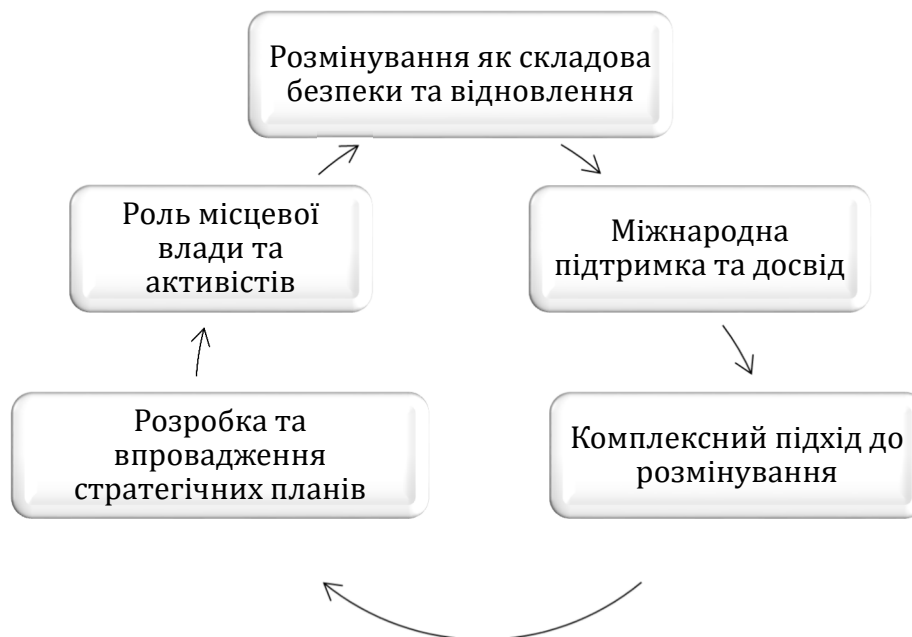 Розмінування як складова
безпеки та відновлення
Міжнародна
підтримка та досвід
Комплексний підхід до
розмінування
Розробка та
впровадження
стратегічних планів
Роль місцевої
влади та
активістів